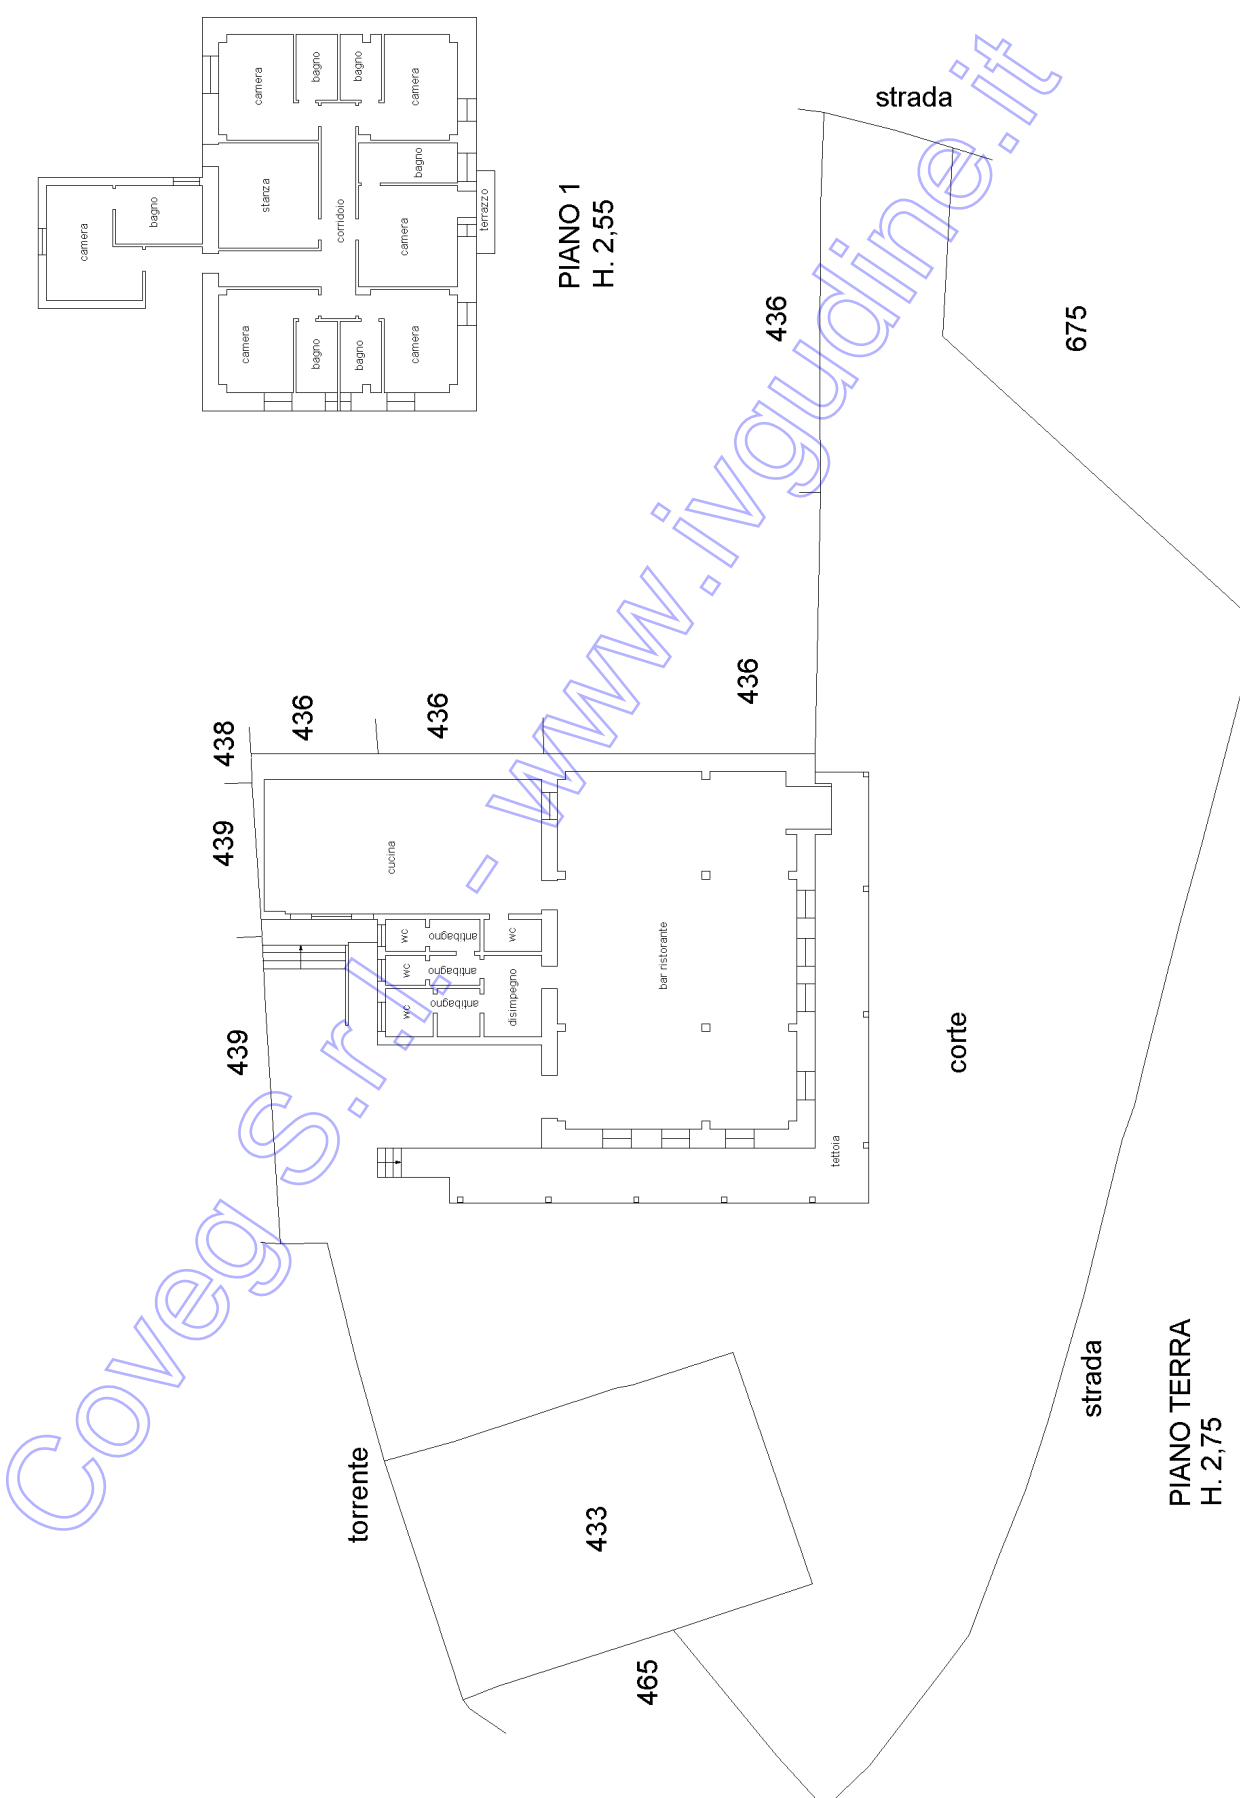 camera
bagno
bagno
camera
camera
bagno
stanza
corridoio
bagno
camera
terrazzo
camera
bagno
bagno
camera
PIANO 1
H. 2,55
strada
436
675
436
436
436
438
439
439
cucina
wc
antibagno
wc
wc
antibagno
wc
antibagno
disimpegno
bar ristorante
tettoia
corte
torrente
433
465
strada
PIANO TERRA
H. 2,75
Coveg S.r.l. - www.ivgudine.it